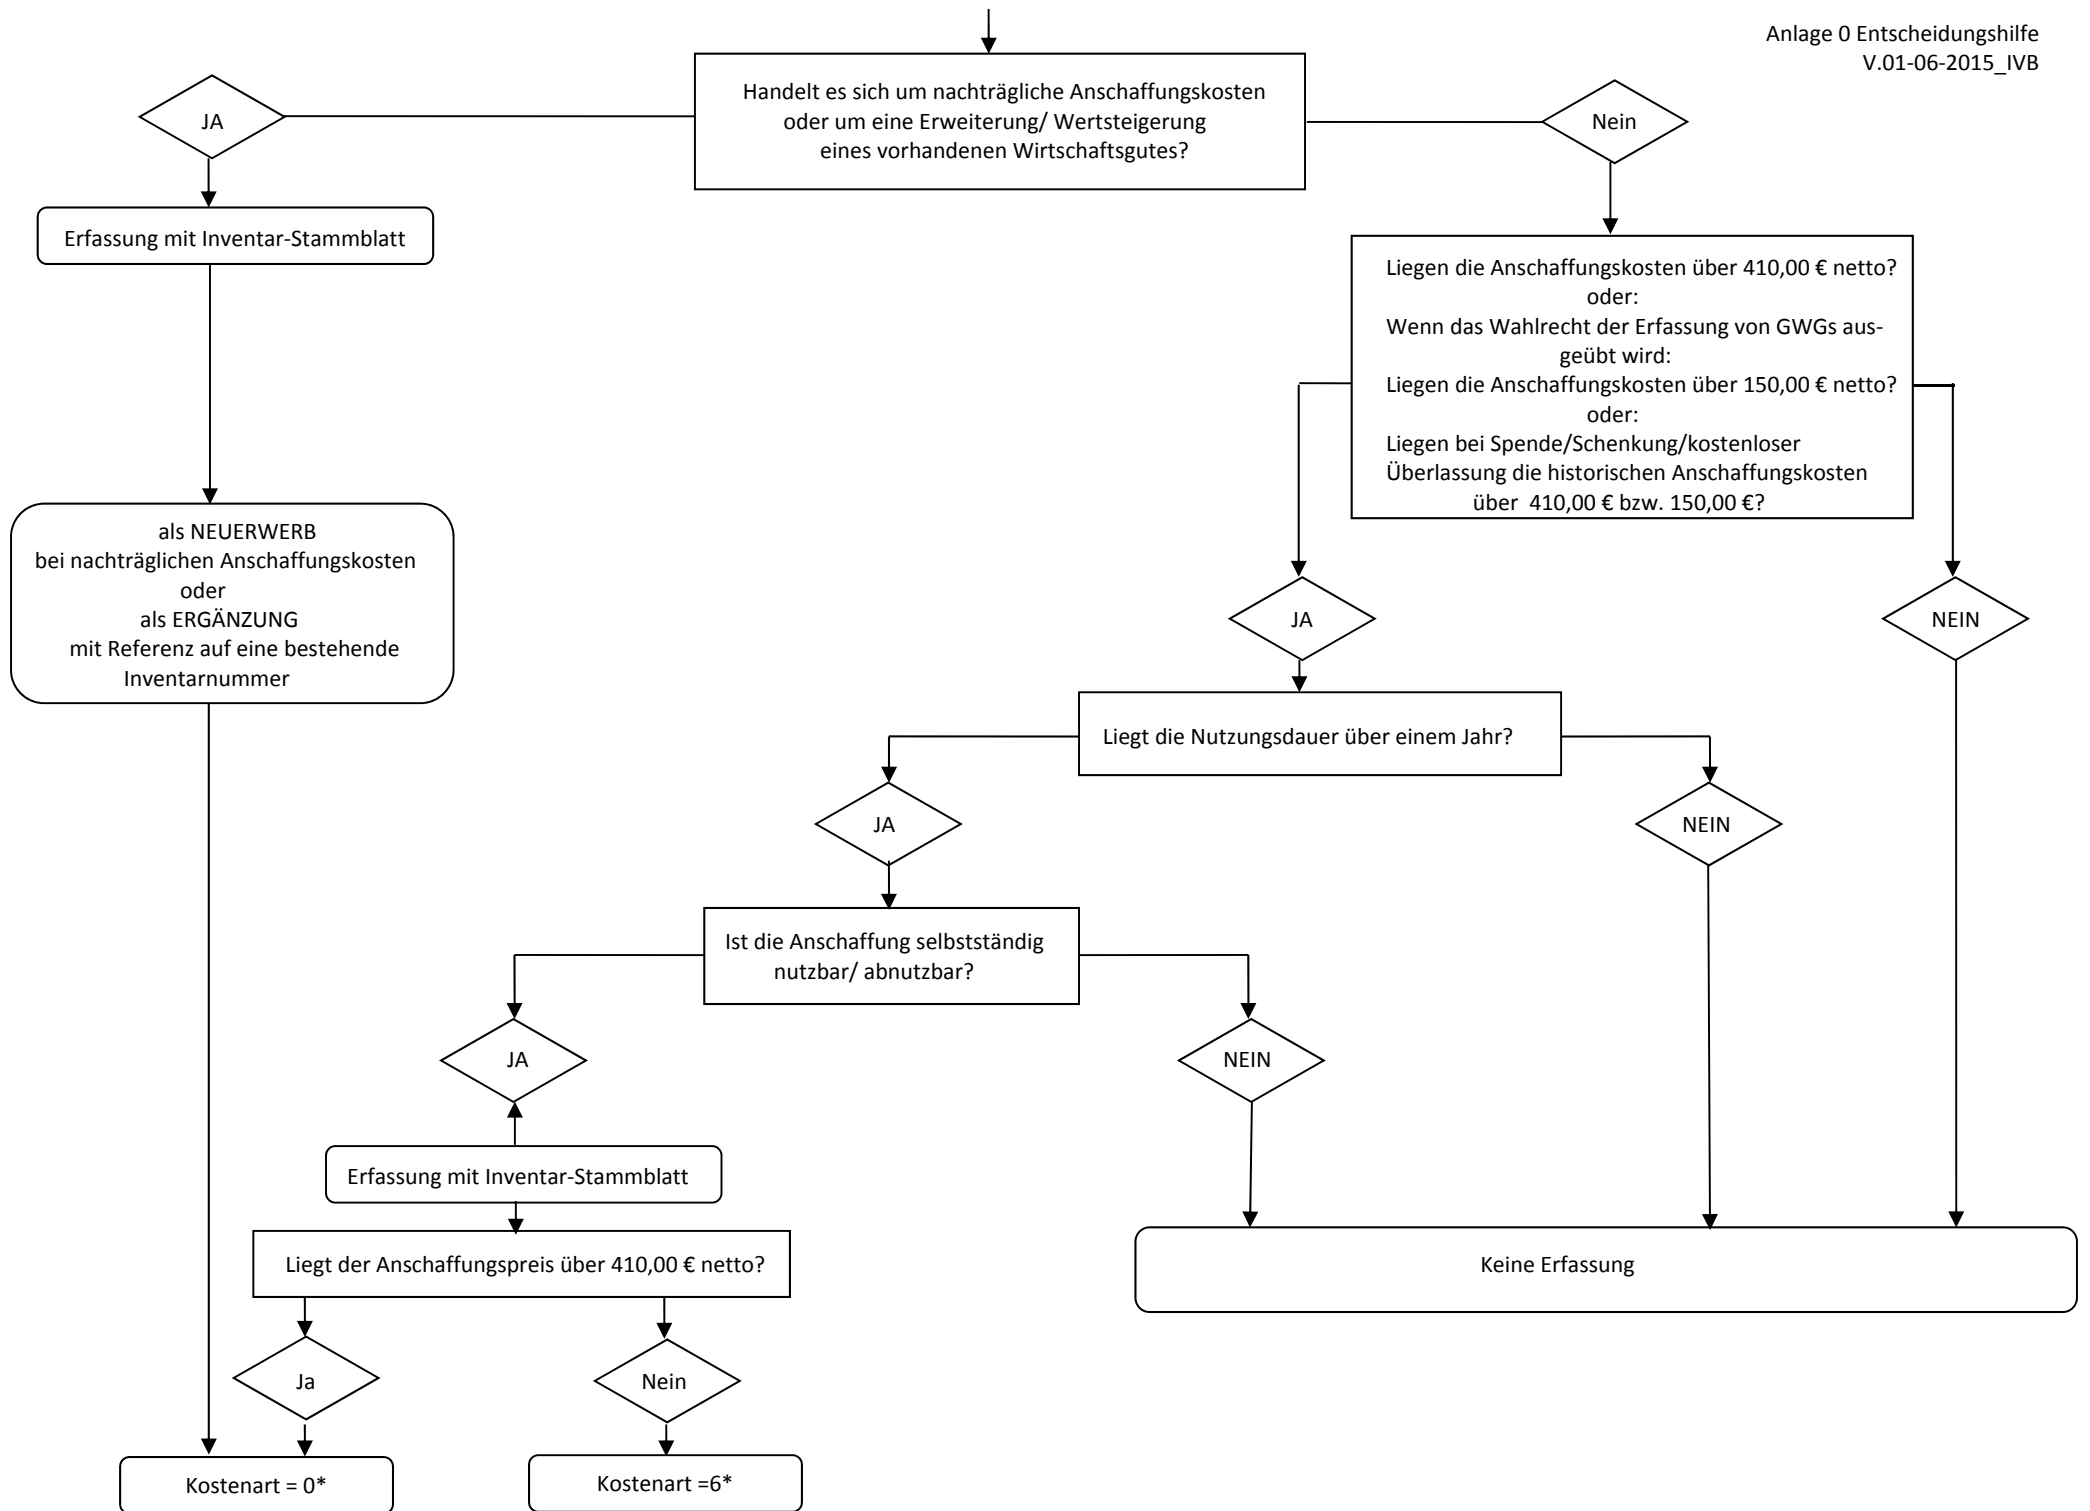 Anlage 0 Entscheidungshilfe
V.01-06-2015_IVB
Handelt es sich um nachträgliche Anschaffungskosten
oder um eine Erweiterung/ Wertsteigerung
eines vorhandenen Wirtschaftsgutes?
JA
Nein
Erfassung mit Inventar-Stammblatt
Liegen die Anschaffungskosten über 410,00 € netto?
oder:
Wenn das Wahlrecht der Erfassung von GWGs aus-
geübt wird:
Liegen die Anschaffungskosten über 150,00 € netto?
oder:
Liegen bei Spende/Schenkung/kostenloser
Überlassung die historischen Anschaffungskosten
über 410,00 € bzw. 150,00 €?
als NEUERWERB
bei nachträglichen Anschaffungskosten
oder
als ERGÄNZUNG
mit Referenz auf eine bestehende
Inventarnummer
JA
NEIN
Liegt die Nutzungsdauer über einem Jahr?
JA
NEIN
Ist die Anschaffung selbstständig
nutzbar/ abnutzbar?
JA
NEIN
Erfassung mit Inventar-Stammblatt
Liegt der Anschaffungspreis über 410,00 € netto?
Keine Erfassung
Ja
Nein
Kostenart = 0*
Kostenart =6*